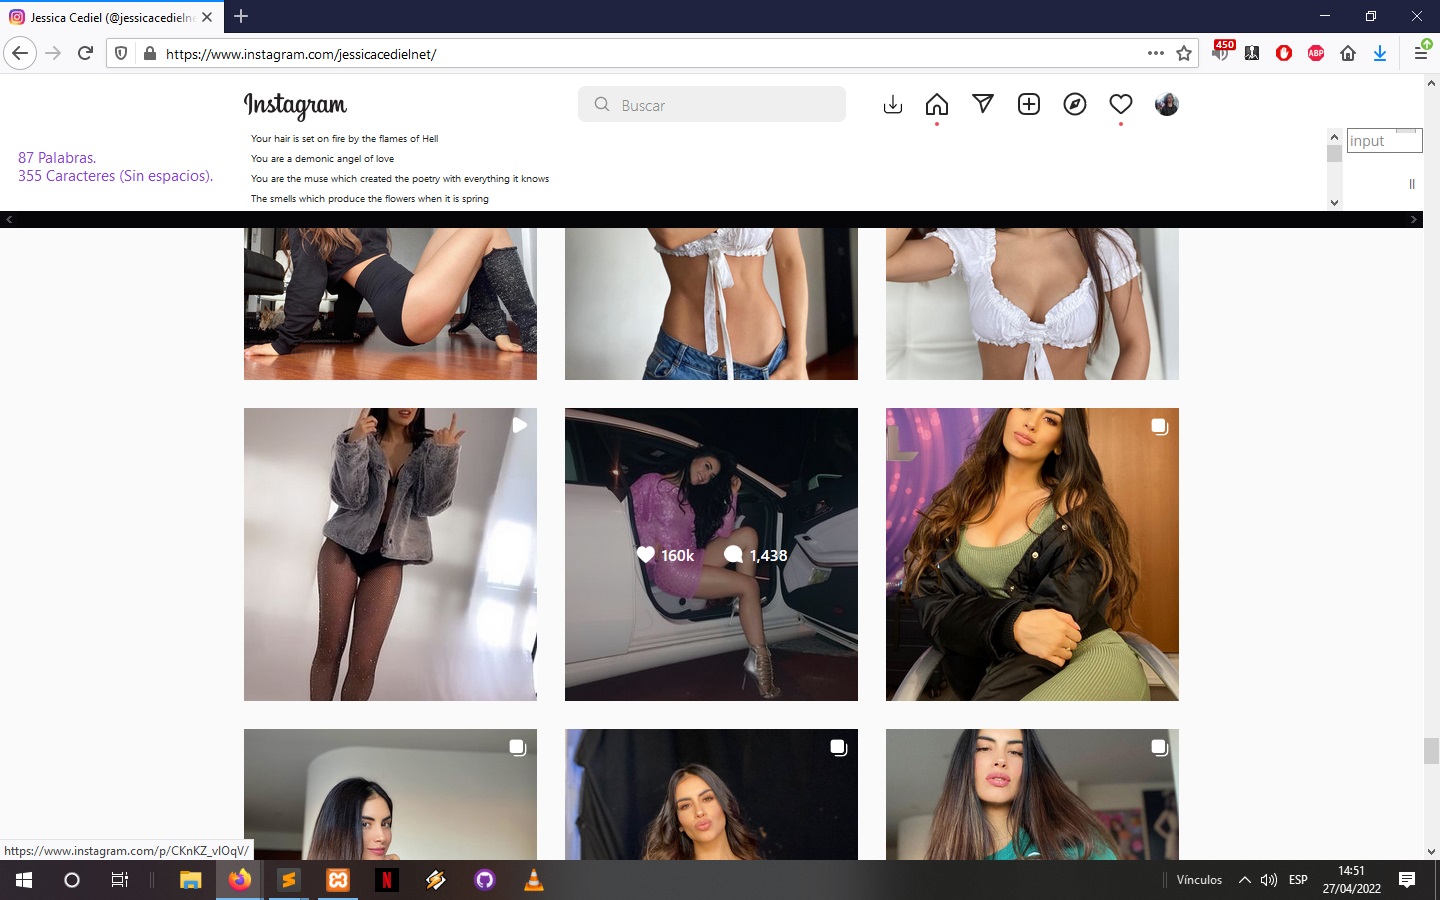 Jessica Cediel (@jessicacedieln
https://www.instagram.com/jessicacedielnet/
450
ABP
Instagram
Buscar
87 Palabras.
355 Caracteres (Sin espacios).
Your hair is set on fire by the flames of Hell
You are a demonic angel of love
You are the muse which created the poetry with everything it knows
The smells which produce the flowers when it is spring
input
L
160k
1,438
https://www.instagram.com/p/CKnKZ_vlOqV/
N
Vínculos
ESP
14:51
27/04/2022